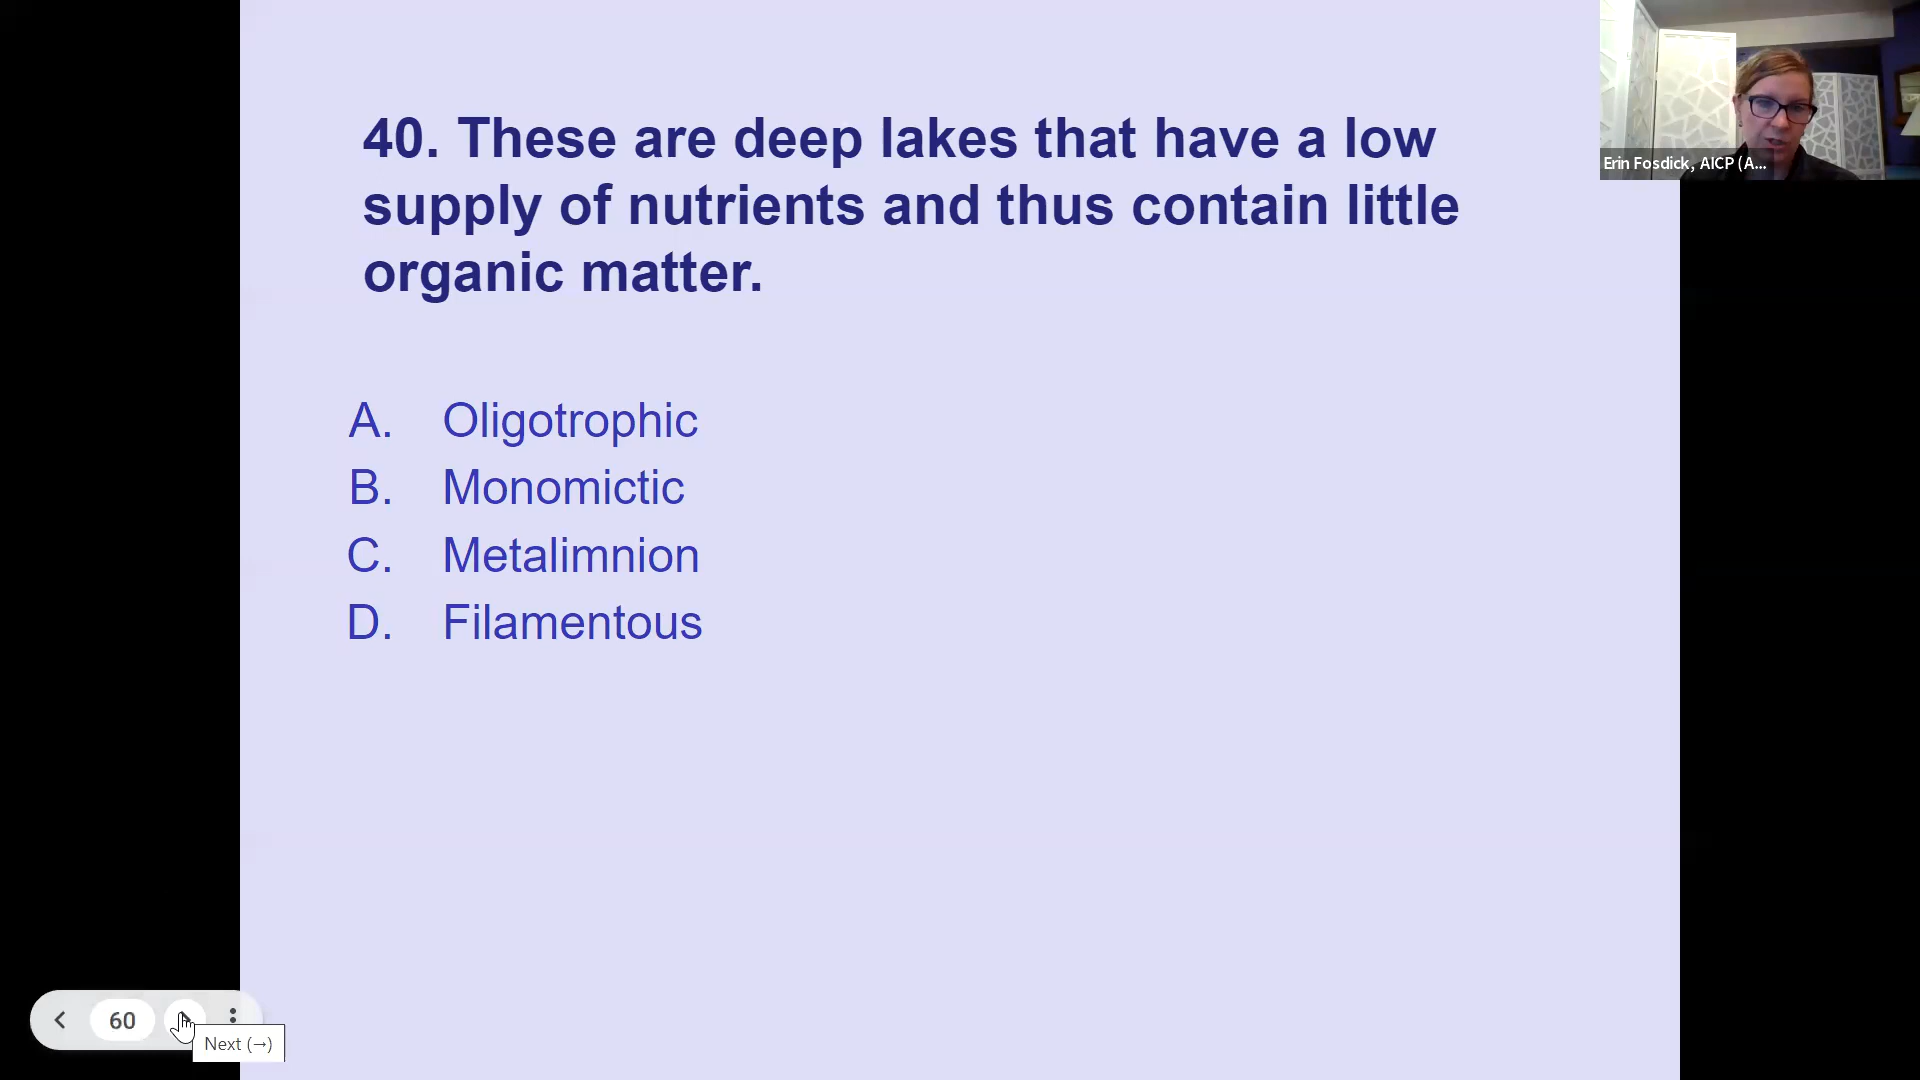 40. These are deep lakes that have a low
supply of nutrients and thus contain little
organic matter.
A. Oligotrophic
B. Monomictic
C. Metalimnion
D. Filamentous
Erin Fosdick, AICP (A...
60
Next (→)